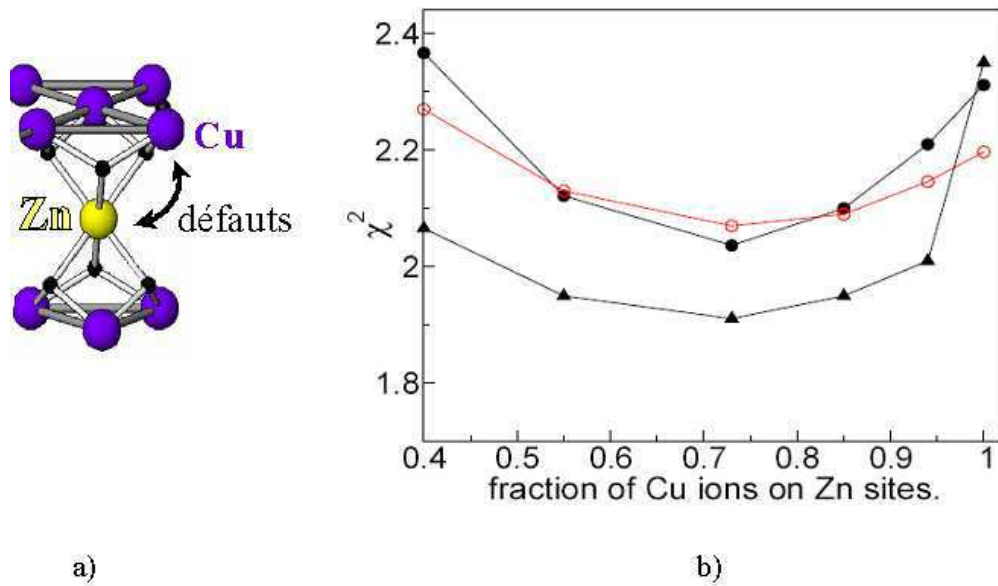 Cu
Zn
défauts
2.4
2.2
2
1.8
χ²
0.4 0.5 0.6 0.7 0.8 0.9 1
fraction of Cu ions on Zn sites.
a) b)